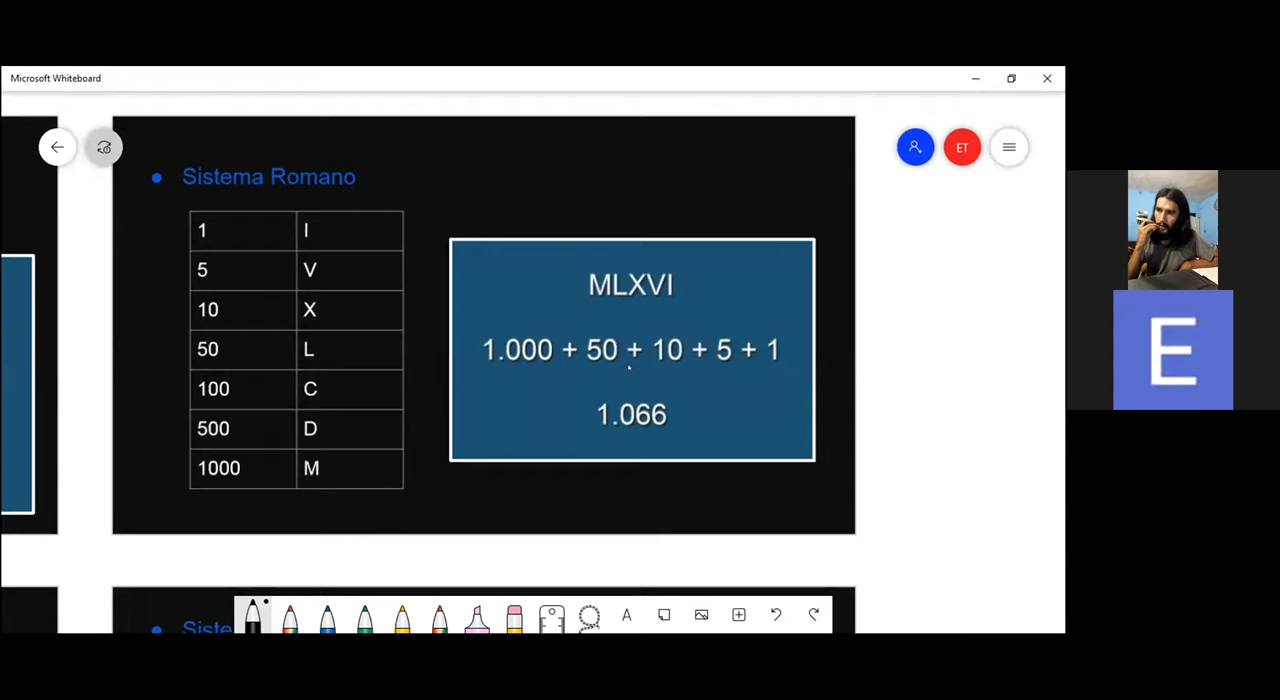 Microsoft Whiteboard
ET
Sistema Romano
1 I
5 V
10 X
50 L
100 C
500 D
1000 M
MLXVI
1.000 + 50 + 10 + 5 + 1
1.066
E
Siste
A